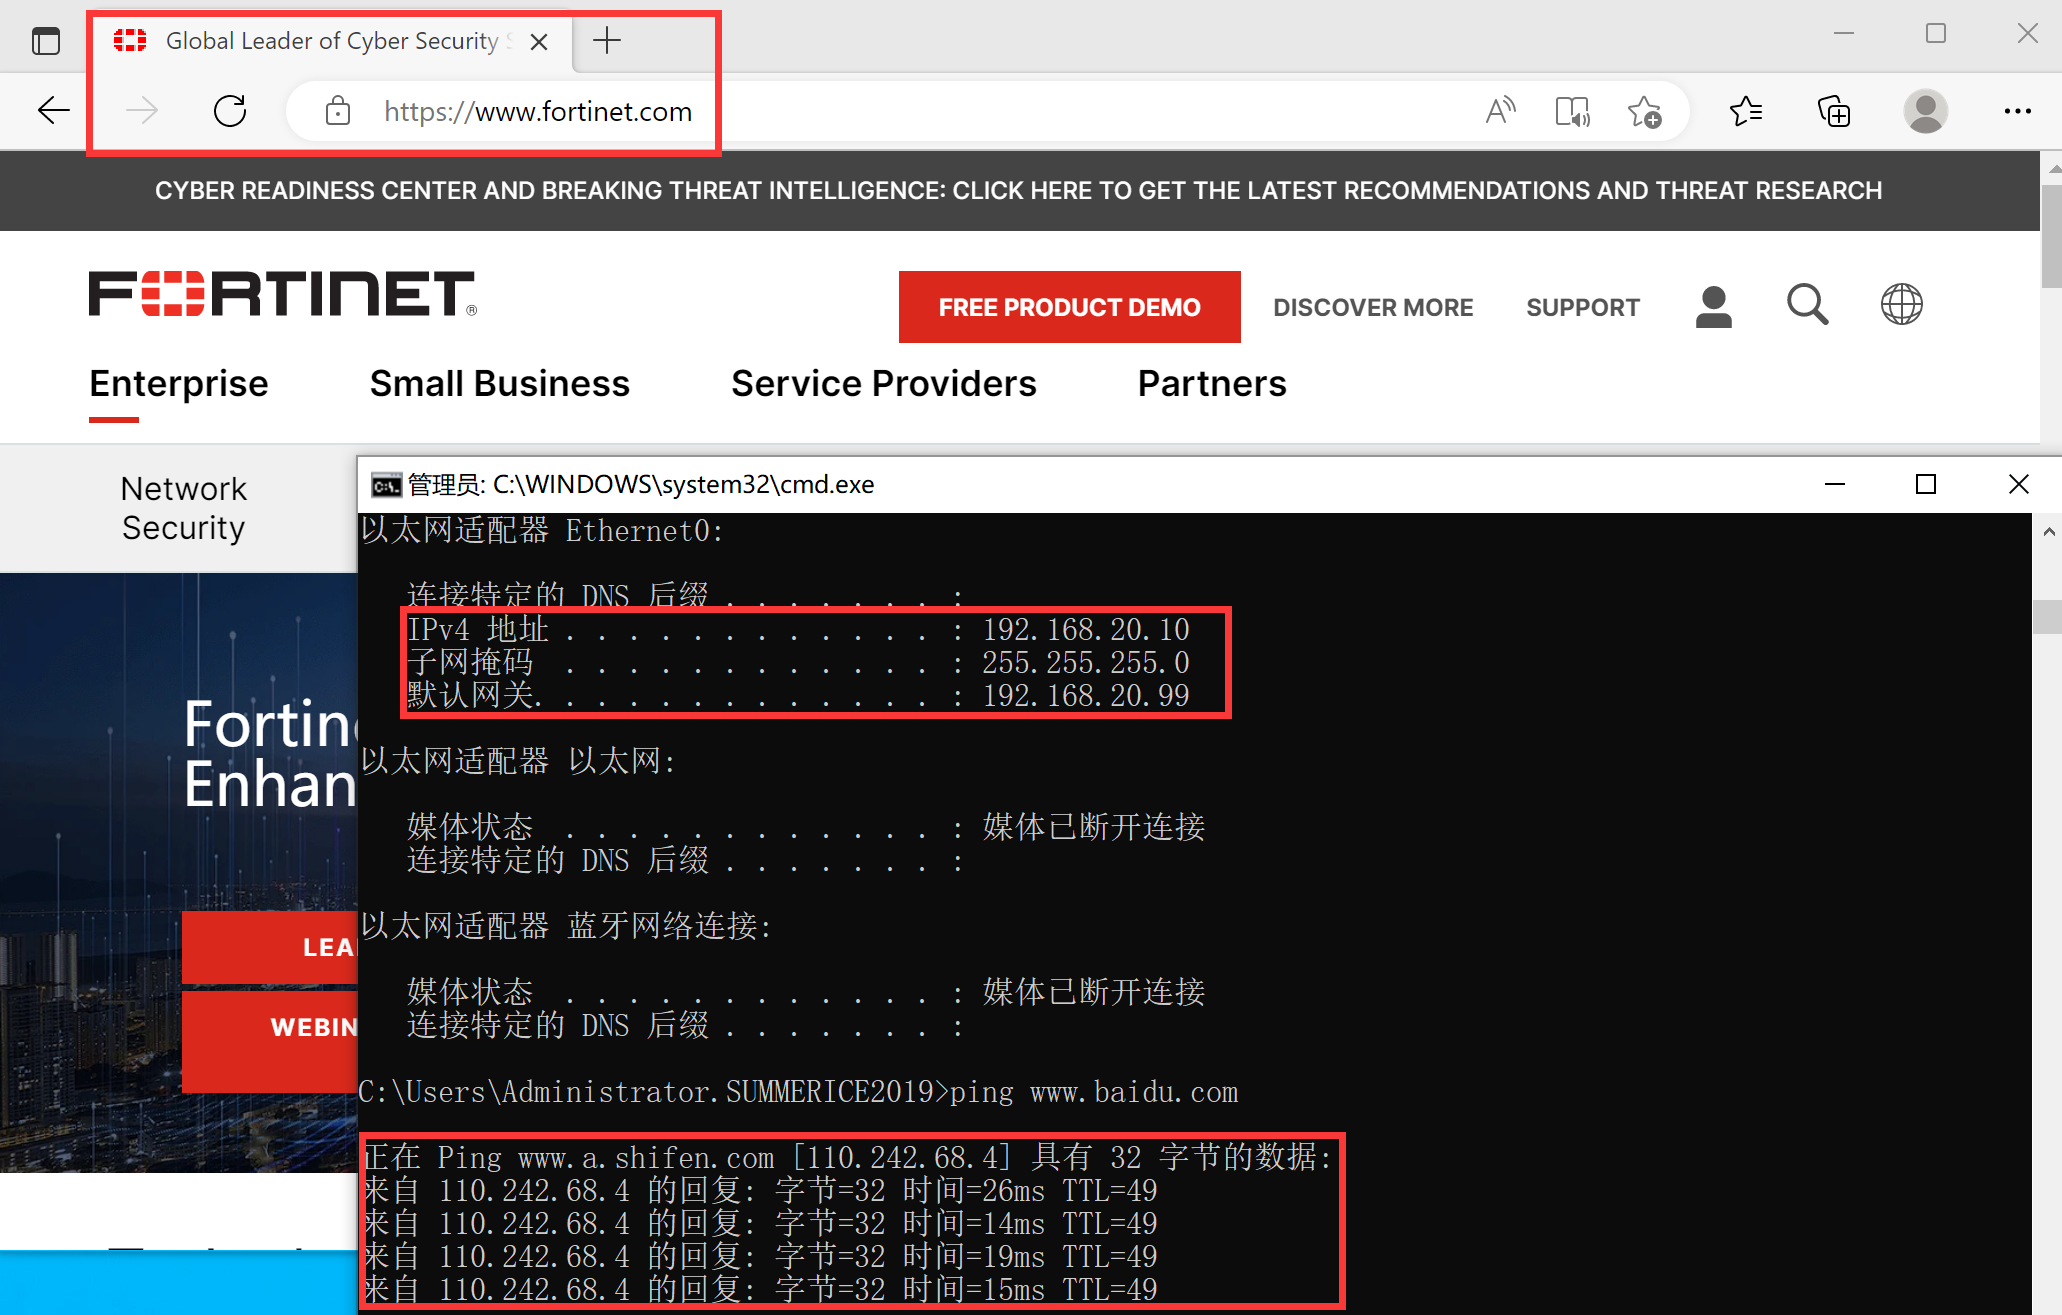 Global Leader of Cyber Security
https://www.fortinet.com
CYBER READINESS CENTER AND BREAKING THREAT INTELLIGENCE: CLICK HERE TO GET THE LATEST RECOMMENDATIONS AND THREAT RESEARCH
FORTINET®
FREE PRODUCT DEMO
DISCOVER MORE
SUPPORT
Enterprise
Small Business
Service Providers
Partners
Network
Security
Fortine
Enhan
LEA
WEBIN
管理员: C:\WINDOWS\system32\cmd.exe
以太网适配器 Ethernet0:
连接特定的 DNS 后缀 . . . . . . . :
IPv4 地址 . . . . . . . . . . . . : 192.168.20.10
子网掩码 . . . . . . . . . . . . : 255.255.255.0
默认网关. . . . . . . . . . . . . : 192.168.20.99
以太网适配器 以太网:
媒体状态 . . . . . . . . . . . . : 媒体已断开连接
连接特定的 DNS 后缀 . . . . . . . :
以太网适配器 蓝牙网络连接:
媒体状态 . . . . . . . . . . . . : 媒体已断开连接
连接特定的 DNS 后缀 . . . . . . . :
C:\Users\Administrator.SUMMERICE2019>ping www.baidu.com
正在 Ping www.a.shifen.com [110.242.68.4] 具有 32 字节的数据:
来自 110.242.68.4 的回复: 字节=32 时间=26ms TTL=49
来自 110.242.68.4 的回复: 字节=32 时间=14ms TTL=49
来自 110.242.68.4 的回复: 字节=32 时间=19ms TTL=49
来自 110.242.68.4 的回复: 字节=32 时间=15ms TTL=49